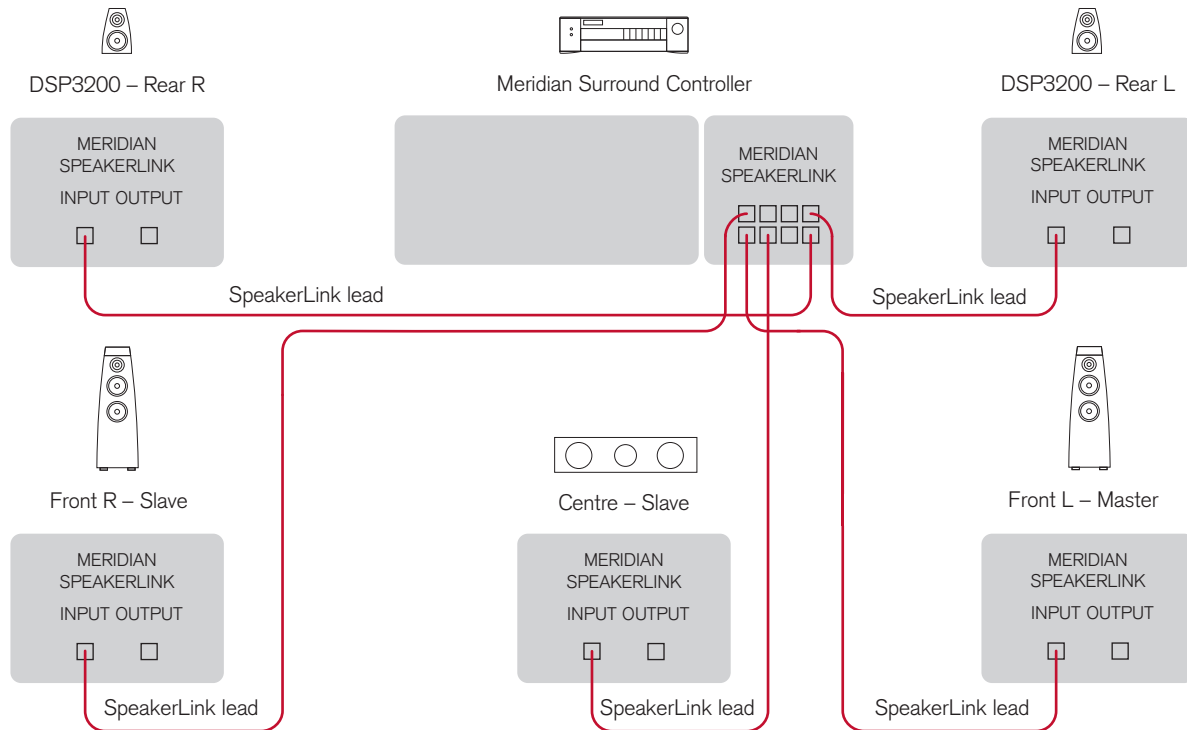 DSP3200 – Rear R
Meridian Surround Controller
DSP3200 – Rear L
MERIDIAN
SPEAKERLINK
INPUT OUTPUT
MERIDIAN
SPEAKERLINK
MERIDIAN
SPEAKERLINK
INPUT OUTPUT
SpeakerLink lead
SpeakerLink lead
Front R – Slave
Centre – Slave
Front L – Master
MERIDIAN
SPEAKERLINK
INPUT OUTPUT
MERIDIAN
SPEAKERLINK
INPUT OUTPUT
MERIDIAN
SPEAKERLINK
INPUT OUTPUT
SpeakerLink lead
SpeakerLink lead
SpeakerLink lead